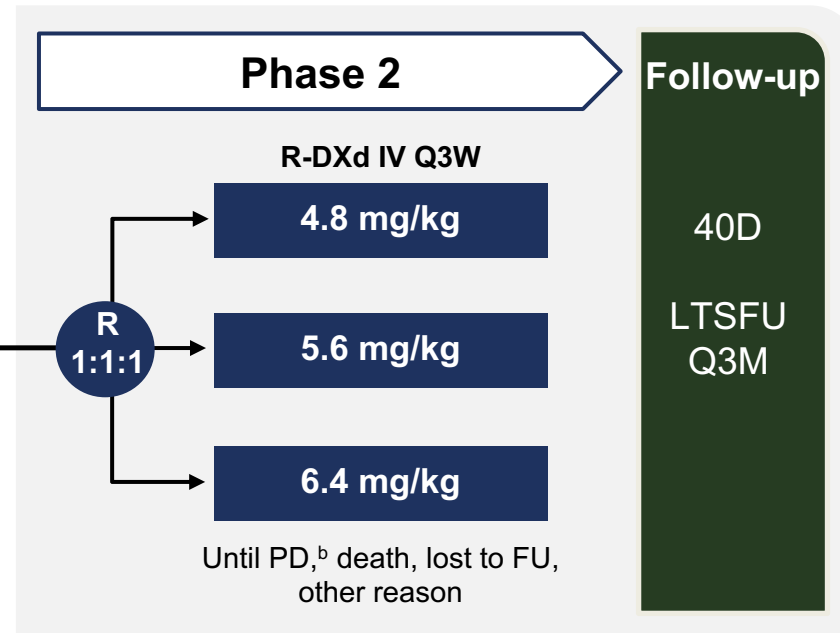 Phase 2
R-DXd IV Q3W
4.8 mg/kg
R
1:1:1
5.6 mg/kg
6.4 mg/kg
Until PD,ᵇ death, lost to FU,
other reason
Follow-up
40D
LTSFU
Q3M